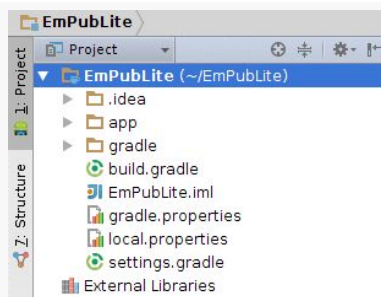 EmPubLite
1: Project
7: Structure
Project
EmPubLite (~/EmPubLite)
.idea
app
gradle
build.gradle
EmPubLite.iml
gradle.properties
local.properties
settings.gradle
External Libraries